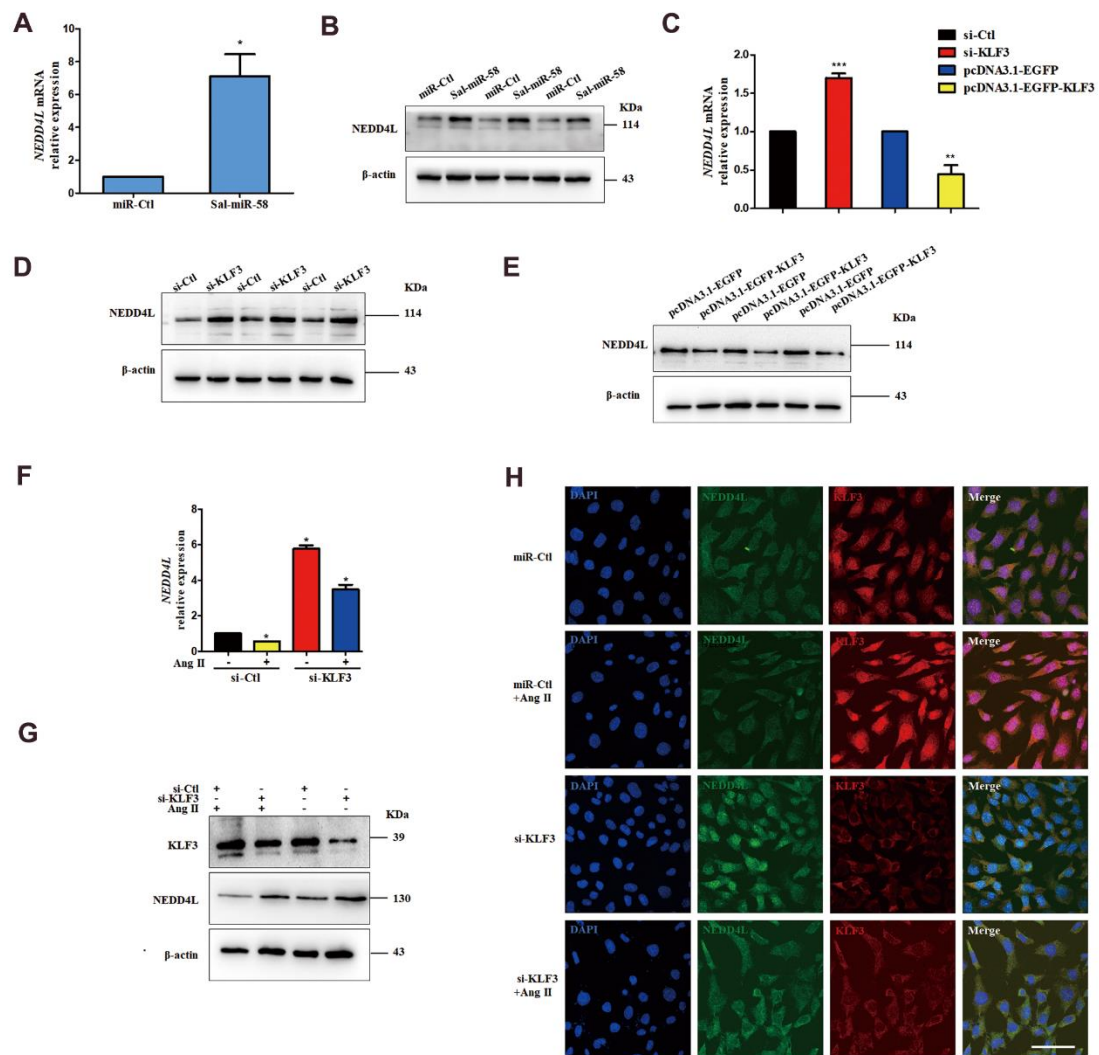 A
NEDD4L mRNA
relative expression
10
8
6
4
2
0
*
miR-Ctl
Sal-miR-58
B
miR-Ctl
Sal-miR-58
miR-Ctl
Sal-miR-58
miR-Ctl
Sal-miR-58
KDa
NEDD4L
114
β-actin
43
C
si-Ctl
si-KLF3
pcDNA3.1-EGFP
pcDNA3.1-EGFP-KLF3
NEDD4L mRNA
relative expression
2.0
1.5
1.0
0.5
0.0
***
**
D
si-Ctl
si-KLF3
si-Ctl
si-KLF3
si-Ctl
si-KLF3
KDa
NEDD4L
114
β-actin
43
E
pcDNA3.1-EGFP
pcDNA3.1-EGFP-KLF3
pcDNA3.1-EGFP
pcDNA3.1-EGFP-KLF3
pcDNA3.1-EGFP
pcDNA3.1-EGFP-KLF3
KDa
NEDD4L
114
β-actin
43
F
NEDD4L
relative expression
8
6
4
2
0
*
*
*
Ang II - + - +
si-Ctl si-KLF3
G
si-Ctl + - + -
si-KLF3 - + - +
Ang II + + - -
KDa
KLF3
39
NEDD4L
130
β-actin
43
H
DAPI NEDD4L KLF3 Merge
miR-Ctl
DAPI NEDD4L KLF3 Merge
miR-Ctl
+Ang II
DAPI NEDD4L KLF3 Merge
si-KLF3
DAPI NEDD4L KLF3 Merge
si-KLF3
+Ang II